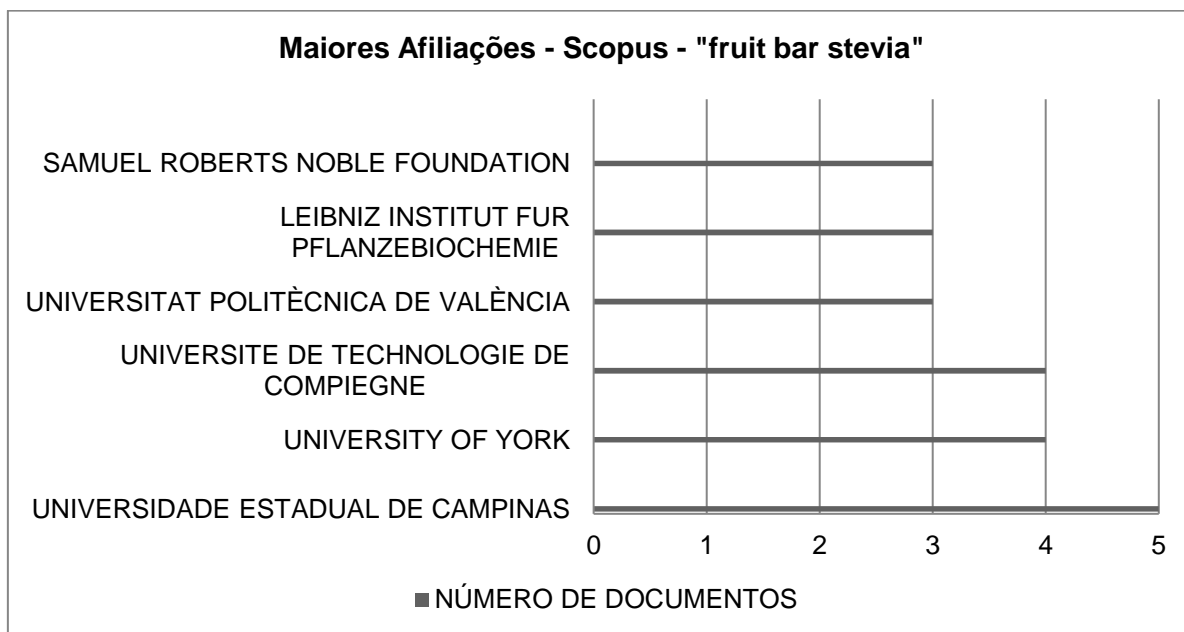 Maiores Afiliações - Scopus - "fruit bar stevia"
SAMUEL ROBERTS NOBLE FOUNDATION
LEIBNIZ INSTITUT FUR
PFLANZEBIOCHEMIE
UNIVERSITAT POLITÈCNICA DE VALÈNCIA
UNIVERSITE DE TECHNOLOGIE DE
COMPIEGNE
UNIVERSITY OF YORK
UNIVERSIDADE ESTADUAL DE CAMPINAS
0 1 2 3 4 5
NÚMERO DE DOCUMENTOS